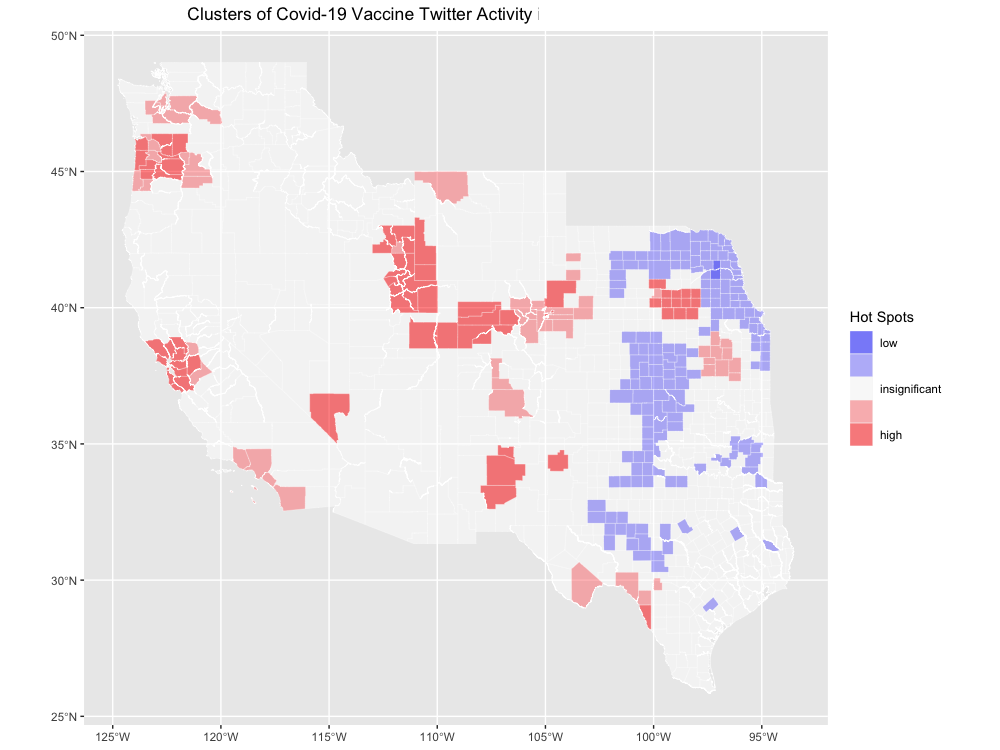 Clusters of Covid-19 Vaccine Twitter Activity
50°N
45°N
40°N
35°N
30°N
25°N
125°W
120°W
115°W
110°W
105°W
100°W
95°W
Hot Spots
low
insignificant
high